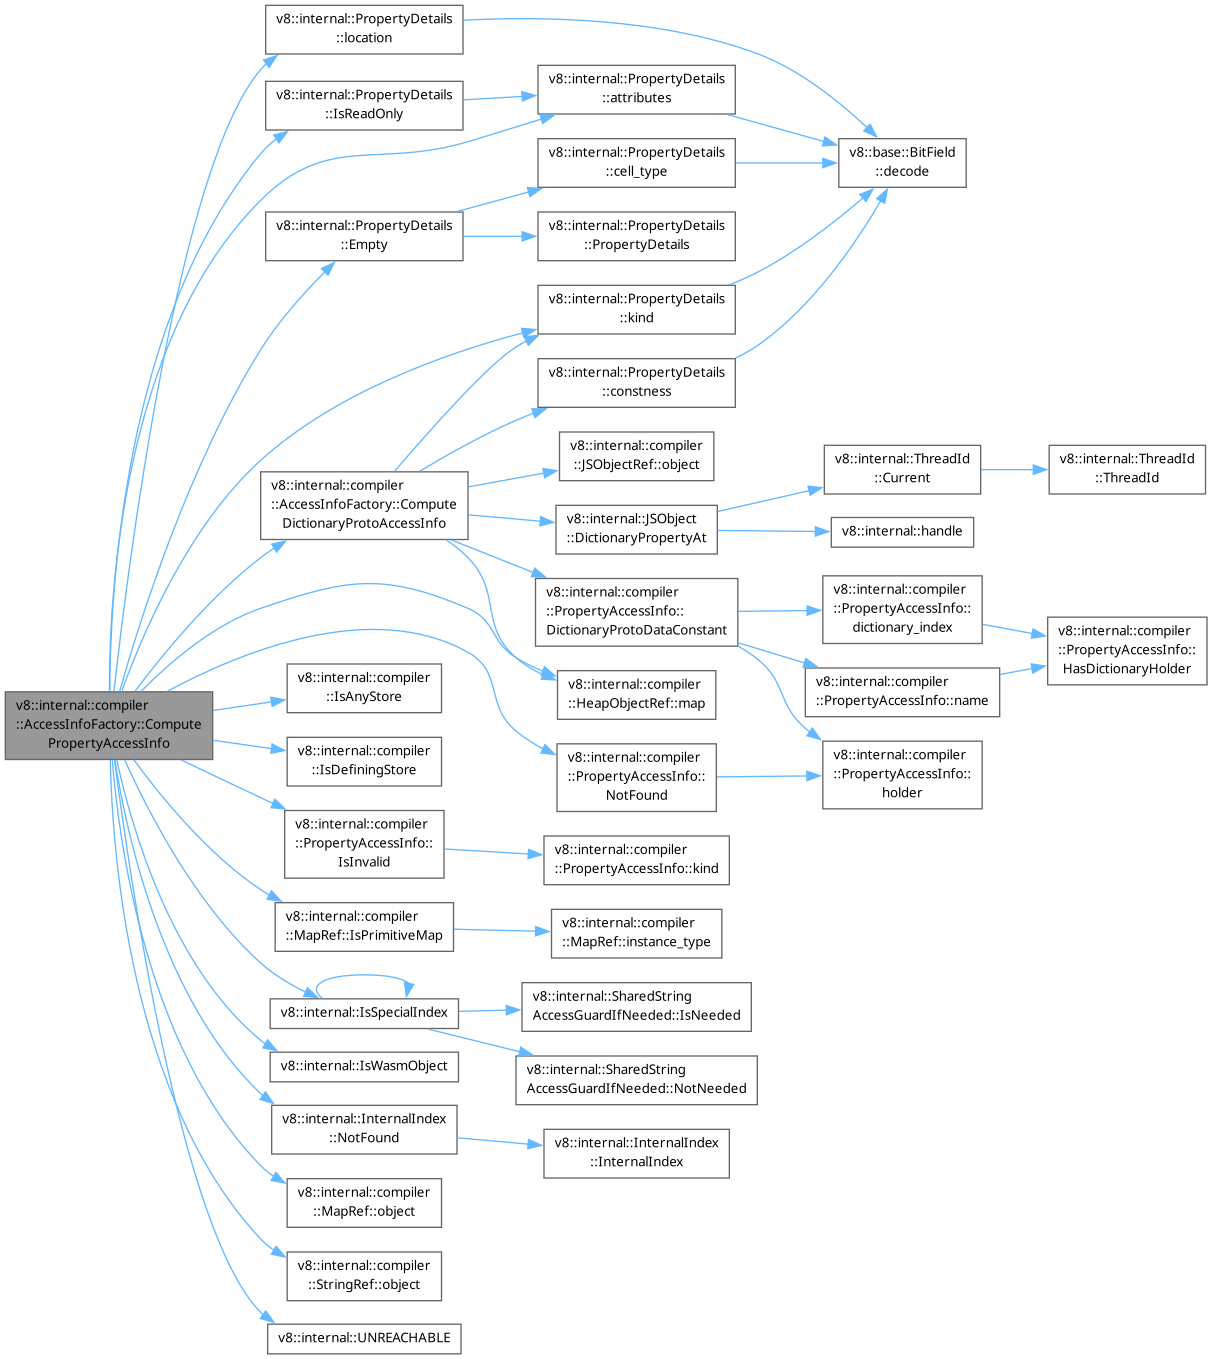 v8::internal::PropertyDetails
::location
v8::internal::PropertyDetails
::IsReadOnly
v8::internal::PropertyDetails
::attributes
v8::internal::PropertyDetails
::cell_type
v8::base::BitField
::decode
v8::internal::PropertyDetails
::Empty
v8::internal::PropertyDetails
::PropertyDetails
v8::internal::PropertyDetails
::kind
v8::internal::PropertyDetails
::constness
v8::internal::compiler
::JSObjectRef::object
v8::internal::compiler
::AccessInfoFactory::Compute
DictionaryProtoAccessInfo
v8::internal::JSObject
::DictionaryPropertyAt
v8::internal::ThreadId
::Current
v8::internal::ThreadId
::ThreadId
v8::internal::handle
v8::internal::compiler
::PropertyAccessInfo::
DictionaryProtoDataConstant
v8::internal::compiler
::PropertyAccessInfo::
dictionary_index
v8::internal::compiler
::PropertyAccessInfo::
HasDictionaryHolder
v8::internal::compiler
::PropertyAccessInfo::name
v8::internal::compiler
::HeapObjectRef::map
v8::internal::compiler
::IsAnyStore
v8::internal::compiler
::AccessInfoFactory::Compute
PropertyAccessInfo
v8::internal::compiler
::IsDefiningStore
v8::internal::compiler
::PropertyAccessInfo::
NotFound
v8::internal::compiler
::PropertyAccessInfo::
holder
v8::internal::compiler
::PropertyAccessInfo::
IsInvalid
v8::internal::compiler
::PropertyAccessInfo::kind
v8::internal::compiler
::MapRef::IsPrimitiveMap
v8::internal::compiler
::MapRef::instance_type
v8::internal::IsSpecialIndex
v8::internal::SharedString
AccessGuardIfNeeded::IsNeeded
v8::internal::SharedString
AccessGuardIfNeeded::NotNeeded
v8::internal::IsWasmObject
v8::internal::InternalIndex
::NotFound
v8::internal::InternalIndex
::InternalIndex
v8::internal::compiler
::MapRef::object
v8::internal::compiler
::StringRef::object
v8::internal::UNREACHABLE